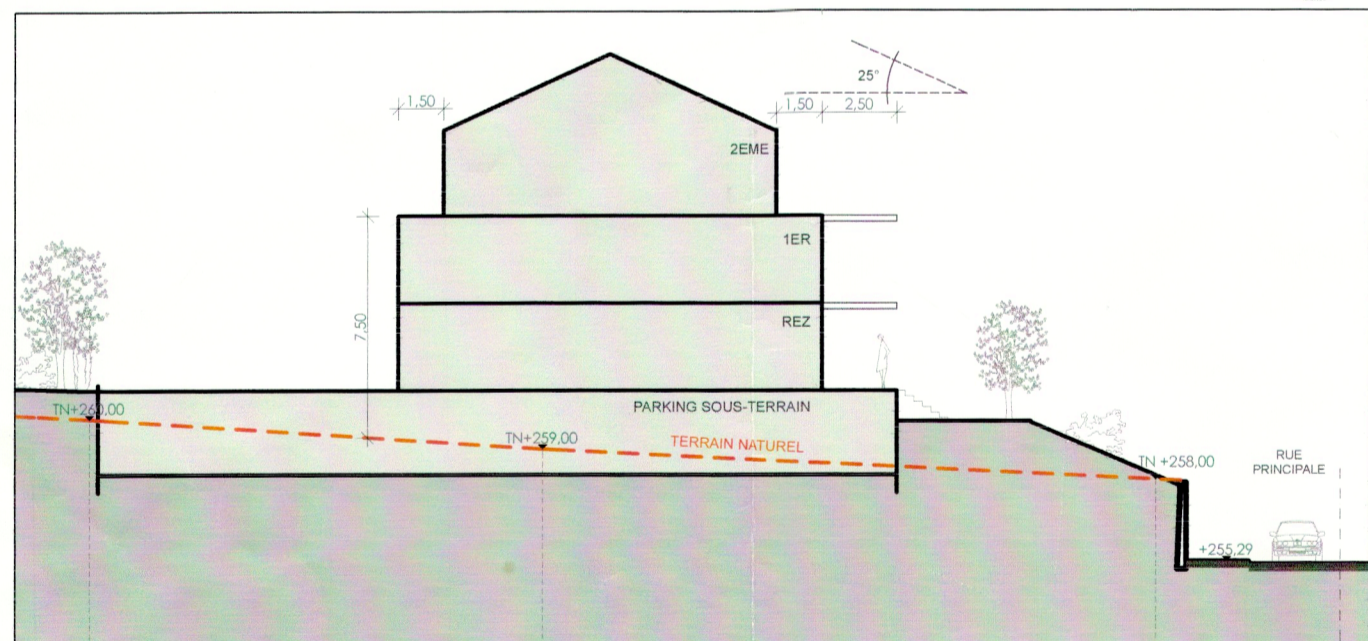 25°
1,50
1,50
2,50
2EME
1ER
7,50
REZ
TN+260,00
PARKING SOUS-TERRAIN
TN+259,00
TERRAIN NATUREL
TN +258,00
RUE
PRINCIPALE
+255,29